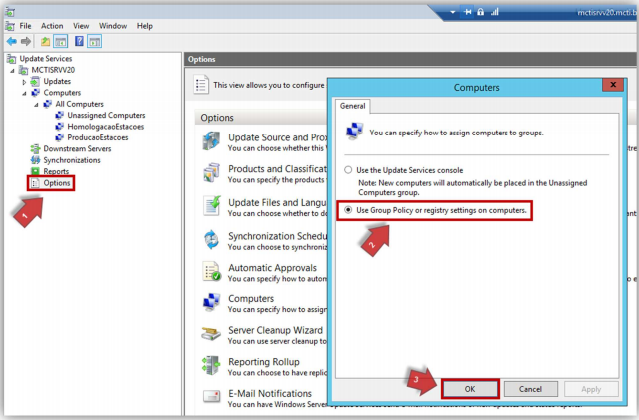 mctisrvv20.mcti.b
File Action View Window Help
Update Services
MCTISRVV20
Updates
Computers
All Computers
Unassigned Computers
HomologacaoEstacoes
ProducaoEstacoes
Downstream Servers
Synchronizations
Reports
Options
1
Options
This view allows you to configure
Options
Update Source and Prox
You can choose whether this
Products and Classificat
You can specify the products
Update Files and Langu
You can choose whether to do
Synchronization Schedu
You can choose to synchroniz
Automatic Approvals
You can specify how to autom
Computers
You can specify how to assign
Server Cleanup Wizard
You can use server cleanup to
Reporting Rollup
You can choose to have replic
E-Mail Notifications
You can have Windows Server
Computers
X
General
You can specify how to assign computers to groups.
Use the Update Services console
Note: New computers will automatically be placed in the Unassigned
Computers group.
Use Group Policy or registry settings on computers.
2
3
OK Cancel Apply